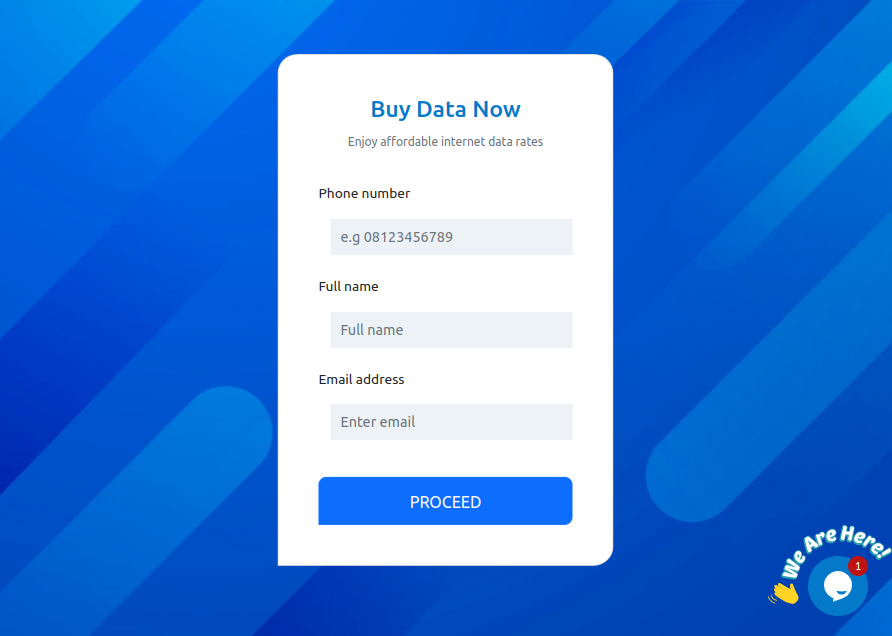 Buy Data Now
Enjoy affordable internet data rates
Phone number
e.g 08123456789
Full name
Full name
Email address
Enter email
PROCEED
We Are Here!
1